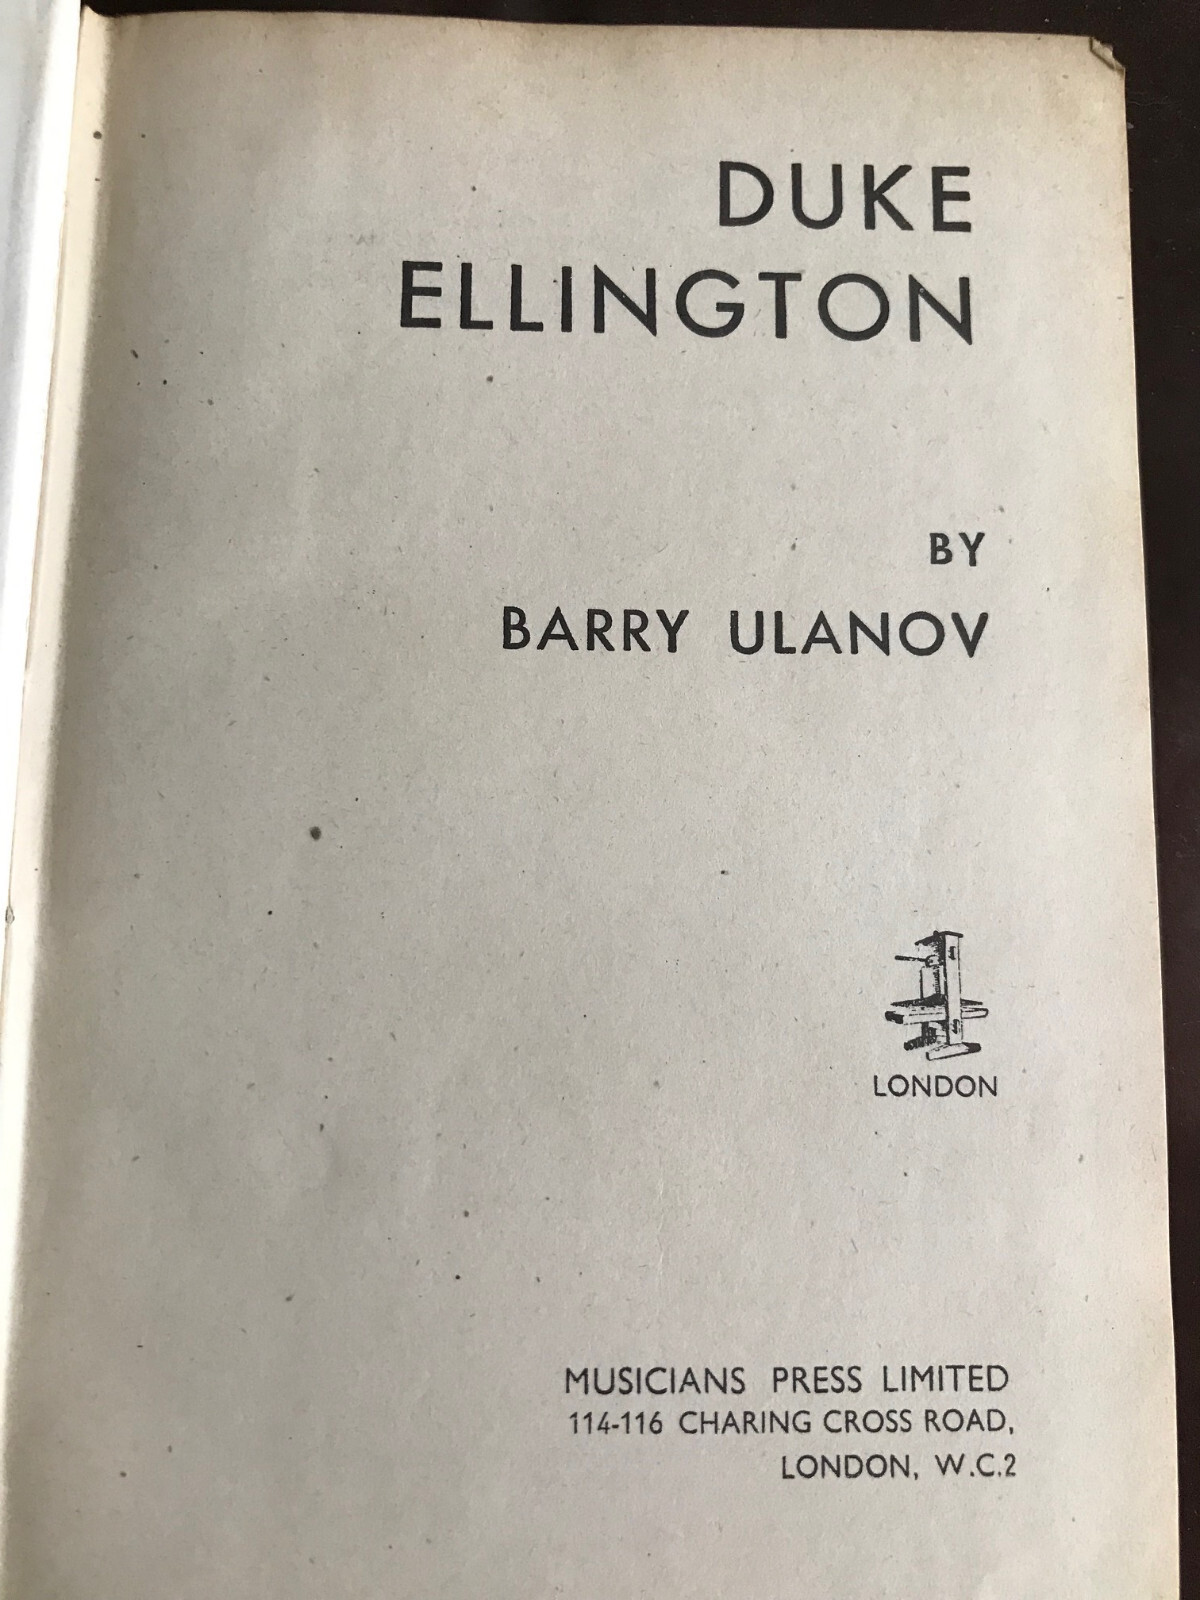 DUKE
ELLINGTON
BY
BARRY ULANOV
LONDON
MUSICIANS PRESS LIMITED
114-116 CHARING CROSS ROAD,
LONDON, W.C.2